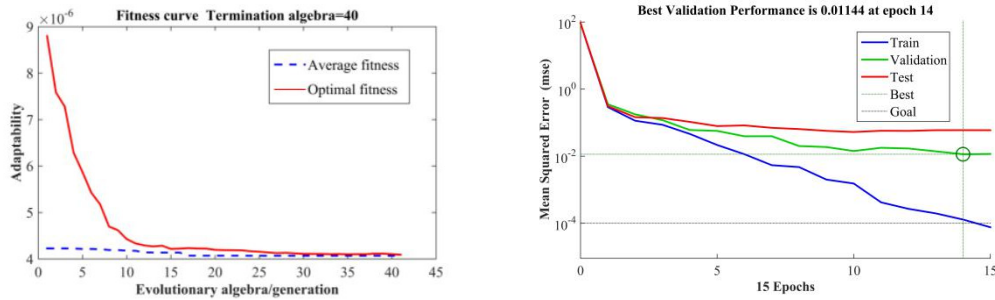 Fitness curve Termination algebra=40
×10⁻⁶
9
8
7
6
5
4
Adaptability
Average fitness
Optimal fitness
0 5 10 15 20 25 30 35 40 45
Evolutionary algebra/generation
Best Validation Performance is 0.01144 at epoch 14
10²
10⁰
10⁻²
10⁻⁴
Mean Squared Error (mse)
Train
Validation
Test
Best
Goal
0 5 10 15
15 Epochs